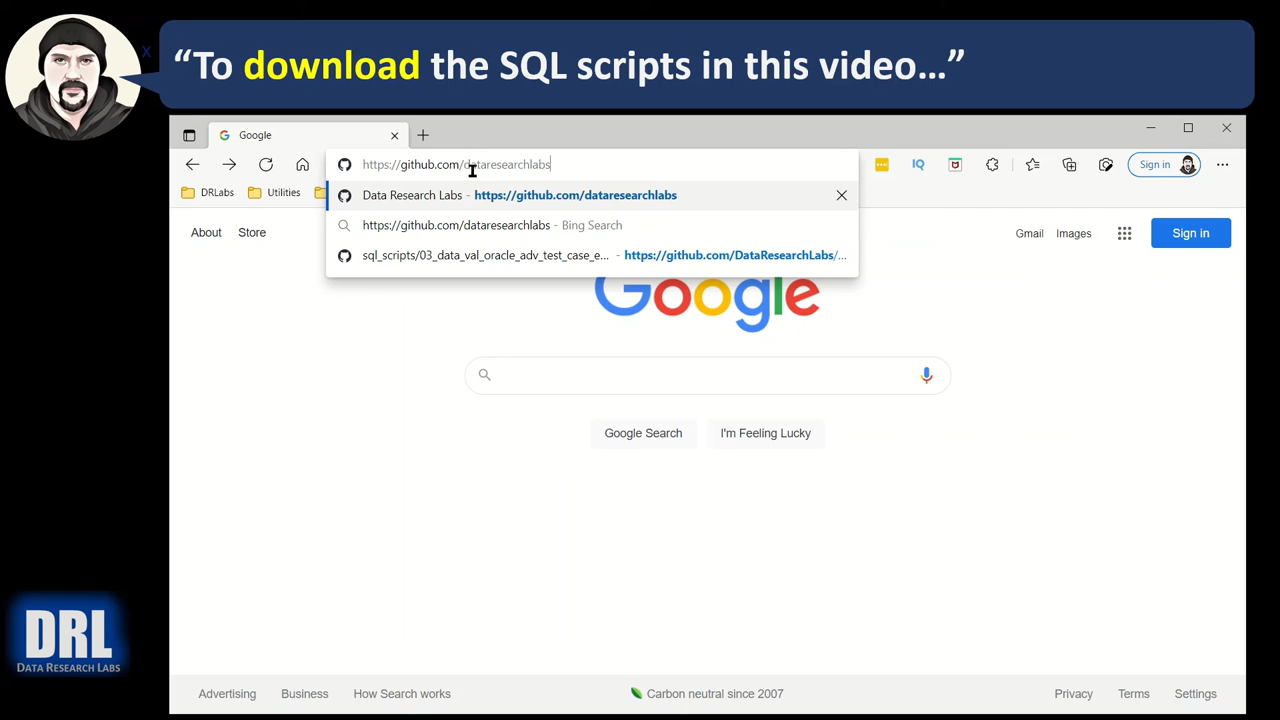 “To download the SQL scripts in this video…”
x
Google
https://github.com/dataresearchlabs
Sign in
DRLabs
Utilities
Data Research Labs - https://github.com/dataresearchlabs
https://github.com/dataresearchlabs - Bing Search
sql_scripts/03_data_val_oracle_adv_test_case_e... - https://github.com/DataResearchLabs/...
About
Store
Gmail
Images
Sign in
IQ
Google
Google Search
I'm Feeling Lucky
DRL
DATA RESEARCH LABS
Advertising
Business
How Search works
Carbon neutral since 2007
Privacy
Terms
Settings